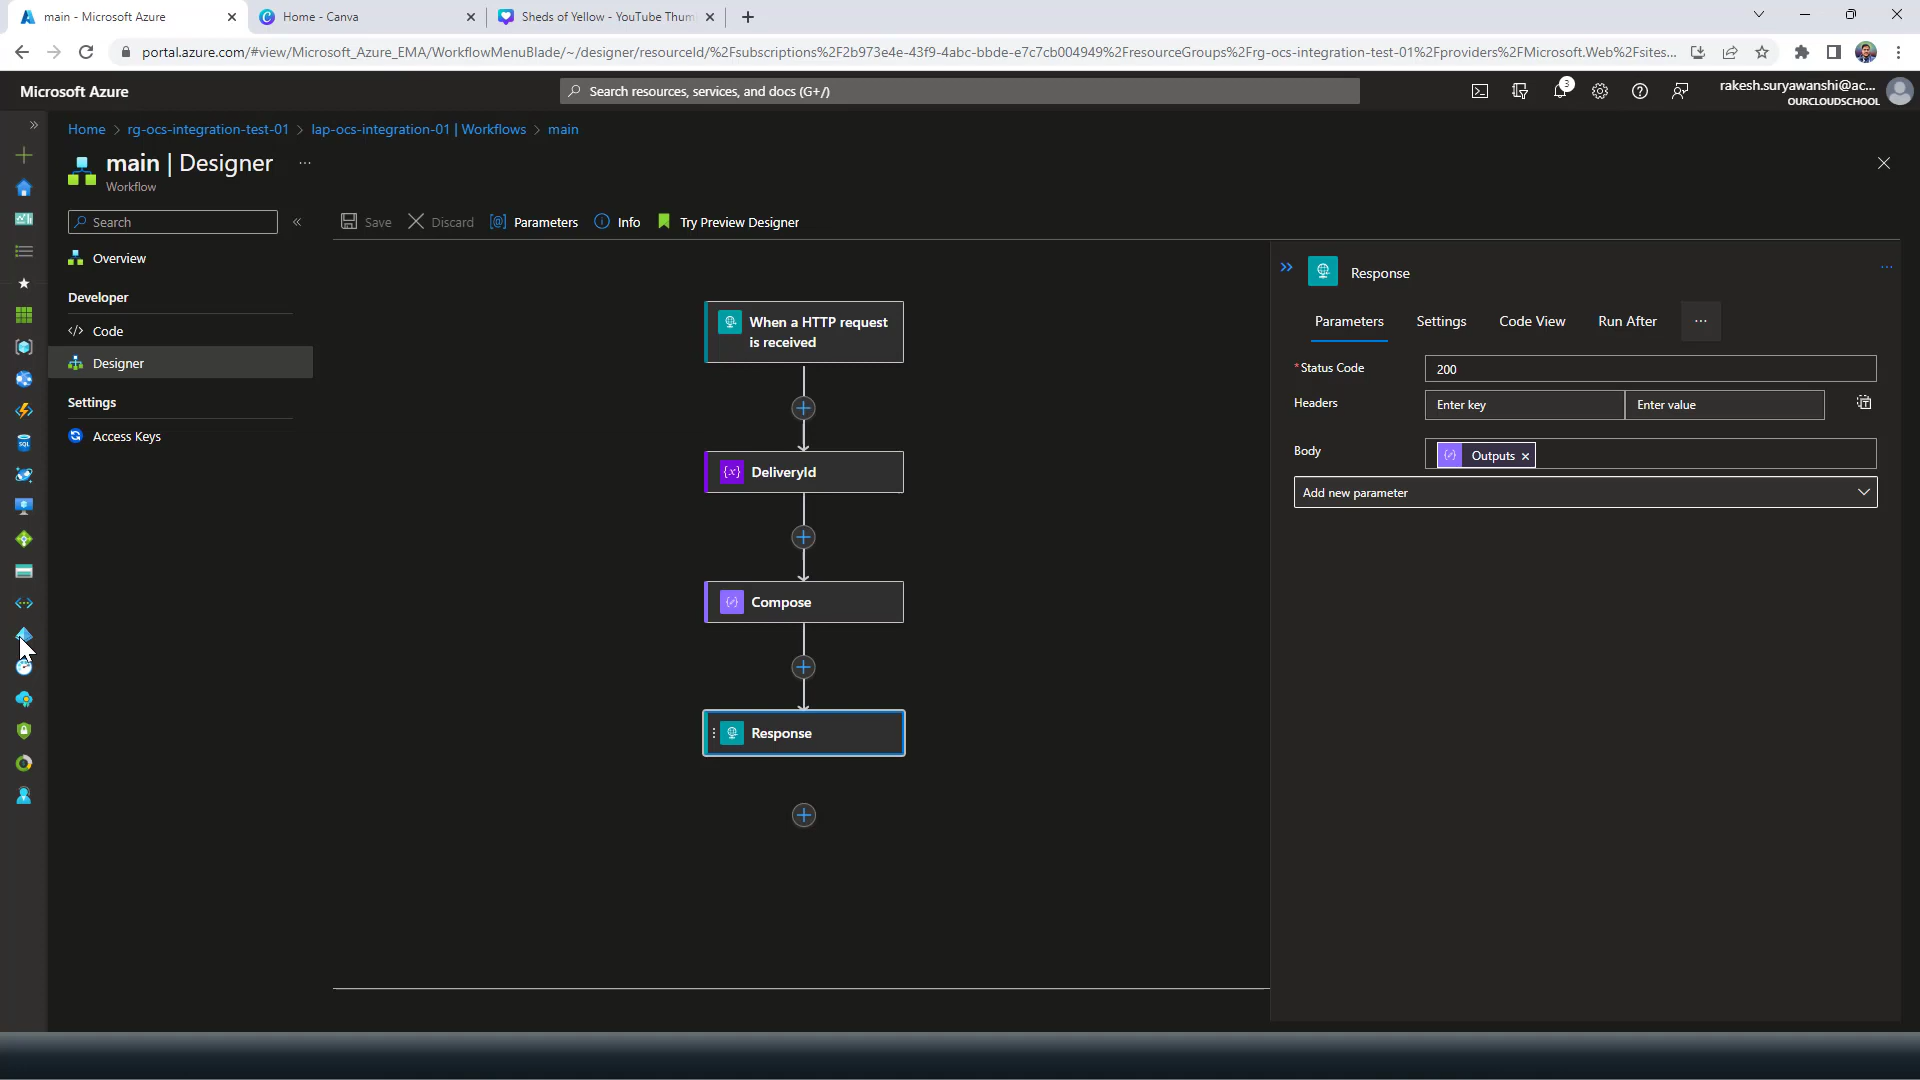 main - Microsoft Azure
Home - Canva
Sheds of Yellow - YouTube Thum
portal.azure.com/#view/Microsoft_Azure_EMA/WorkflowMenuBlade/~/designer/resourceId/%2Fsubscriptions%2F2b973e4e-43f9-4abc-bbde-e7c7cb004949%2FresourceGroups%2Frg-ocs-integration-test-01%2Fproviders%2FMicrosoft.Web%2Fsites...
Microsoft Azure
Search resources, services, and docs (G+/)
3
rakesh.suryawanshi@ac...
OURCLOUDSCHOOL
Home > rg-ocs-integration-test-01 > lap-ocs-integration-01 | Workflows > main
main | Designer ...
Workflow
Search
Save
Discard
Parameters
Info
Try Preview Designer
Overview
Developer
Code
Designer
Settings
Access Keys
When a HTTP request
is received
DeliveryId
Compose
Response
Response
Parameters
Settings
Code View
Run After
...
* Status Code
200
Headers
Enter key
Enter value
Body
Outputs
Add new parameter
SQL